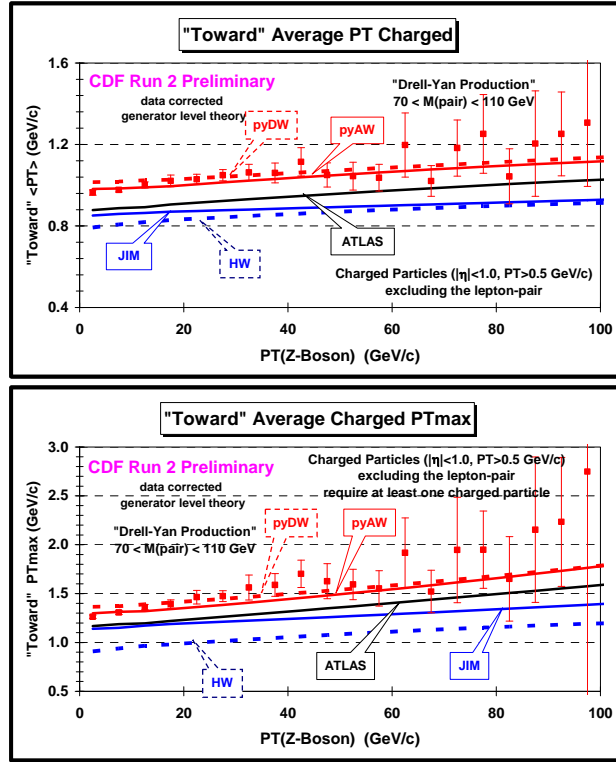 "Toward" Average PT Charged
CDF Run 2 Preliminary
data corrected
generator level theory
"Drell-Yan Production"
70 < M(pair) < 110 GeV
pyDW
pyAW
JIM
HW
ATLAS
Charged Particles (|η|<1.0, PT>0.5 GeV/c)
excluding the lepton-pair
"Toward" <PT> (GeV/c)
1.6
1.2
0.8
0.4
0 20 40 60 80 100
PT(Z-Boson) (GeV/c)
"Toward" Average Charged PTmax
CDF Run 2 Preliminary
data corrected
generator level theory
"Drell-Yan Production"
70 < M(pair) < 110 GeV
Charged Particles (|η|<1.0, PT>0.5 GeV/c)
excluding the lepton-pair
require at least one charged particle
pyDW
pyAW
HW
ATLAS
JIM
"Toward" PTmax (GeV/c)
3.0
2.5
2.0
1.5
1.0
0.5
0 20 40 60 80 100
PT(Z-Boson) (GeV/c)